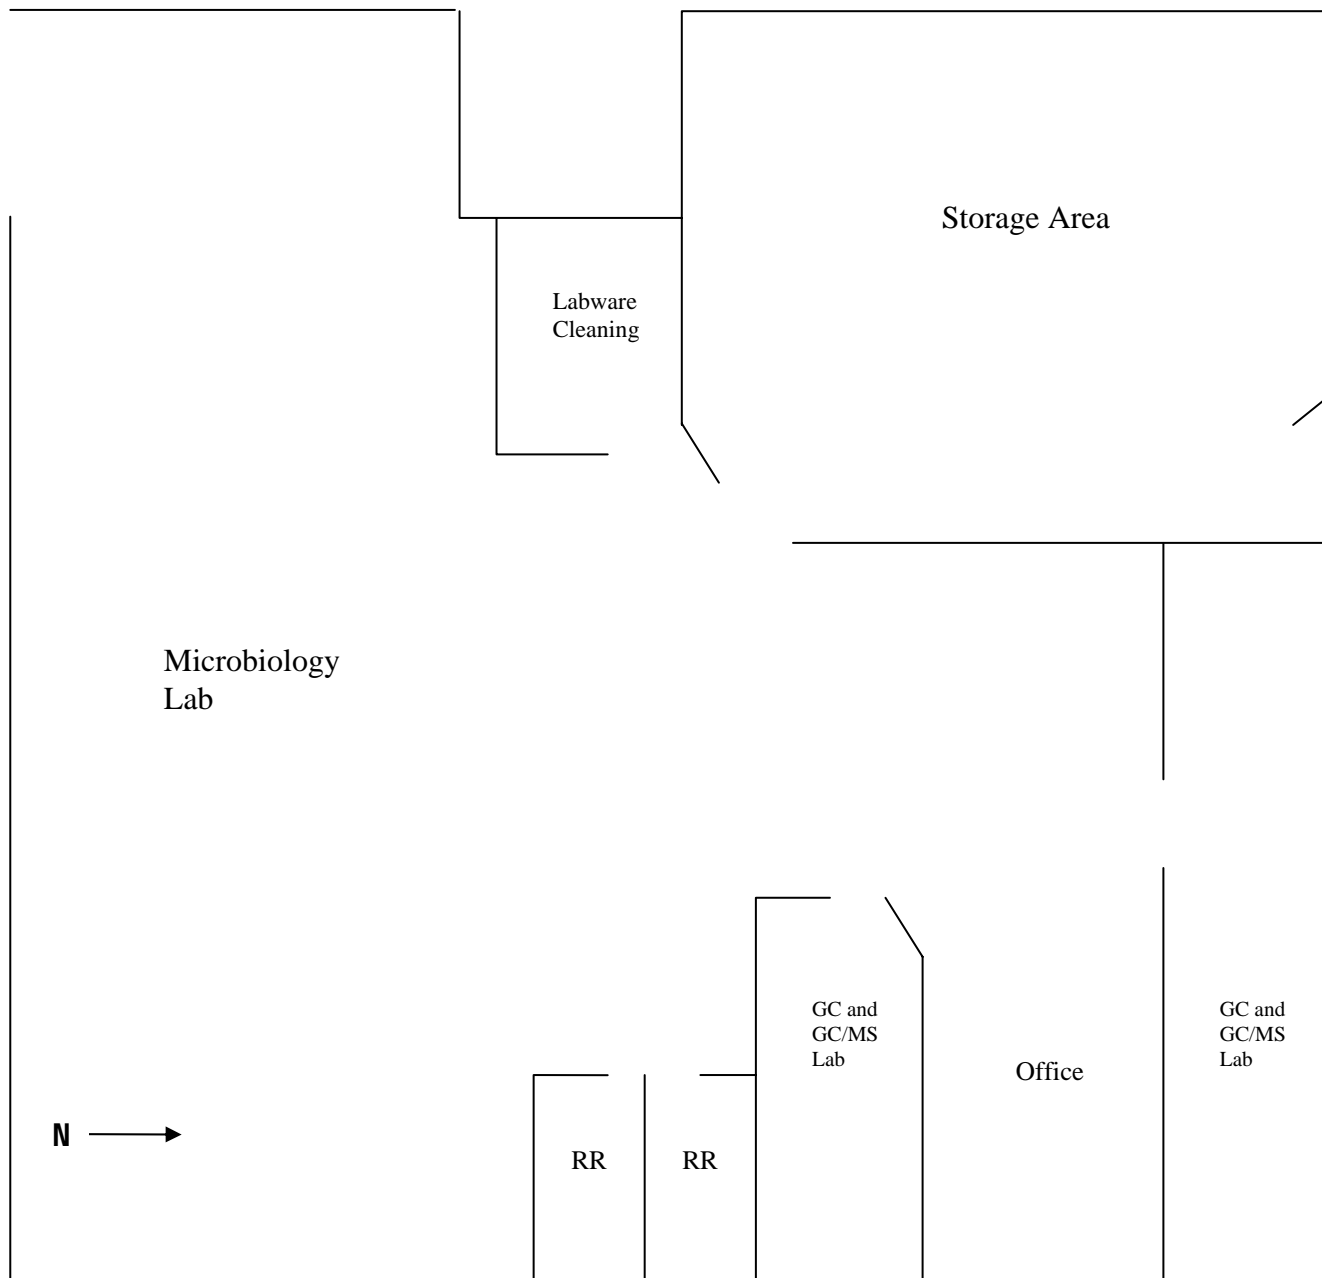 Storage Area
Labware
Cleaning
Microbiology
Lab
GC and
GC/MS
Lab
GC and
GC/MS
Lab
Office
N
RR
RR